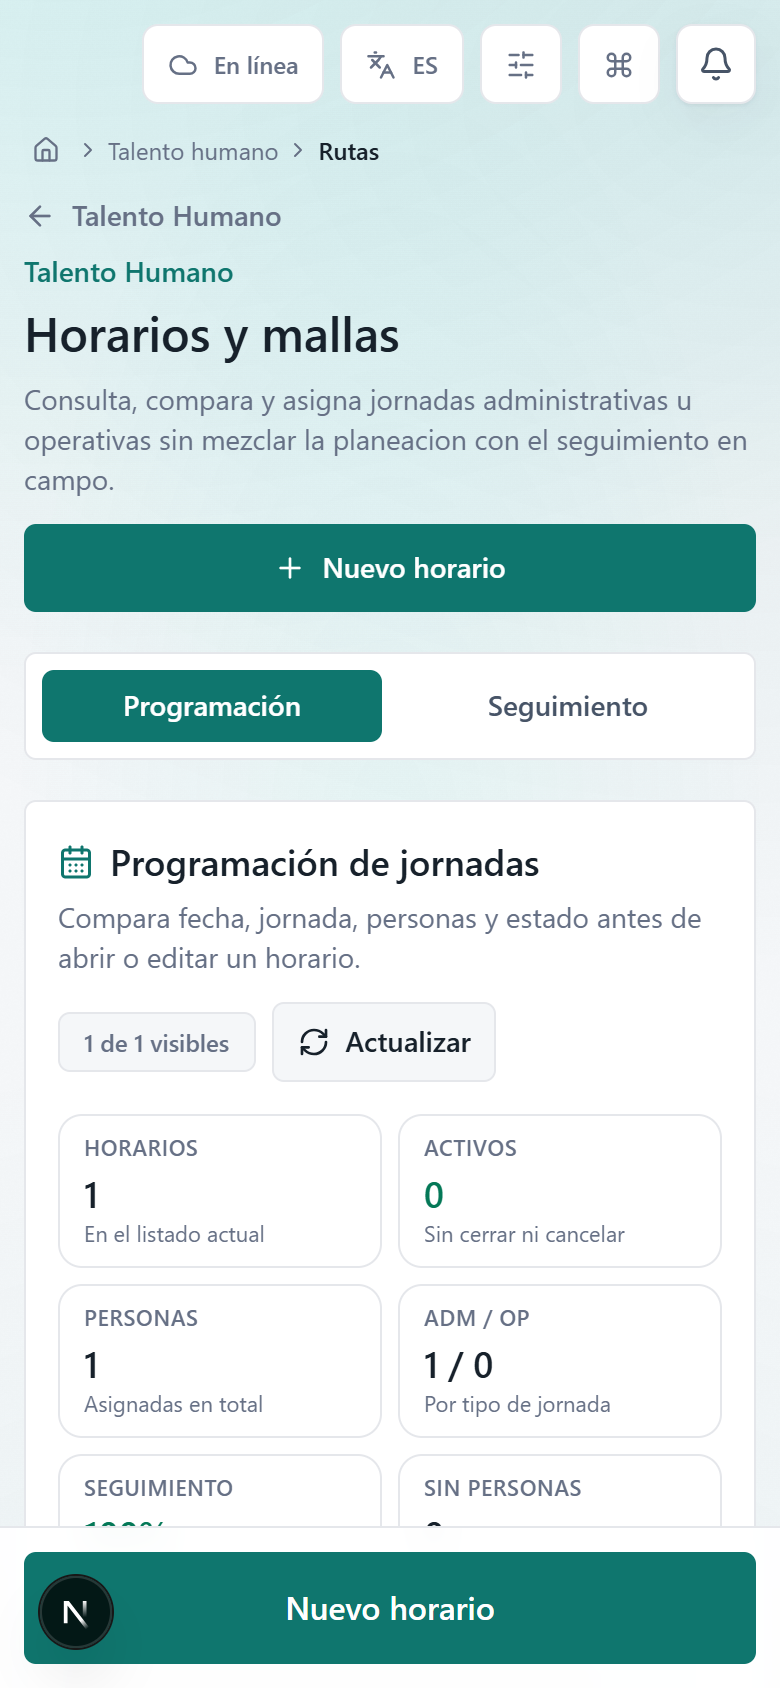 En línea
ES
Talento humano
Rutas
Talento Humano
Talento Humano
Horarios y mallas
Consulta, compara y asigna jornadas administrativas u
operativas sin mezclar la planeacion con el seguimiento en
campo.
Nuevo horario
Programación
Seguimiento
Programación de jornadas
Compara fecha, jornada, personas y estado antes de
abrir o editar un horario.
1 de 1 visibles
Actualizar
HORARIOS
1
En el listado actual
ACTIVOS
0
Sin cerrar ni cancelar
PERSONAS
1
Asignadas en total
ADM / OP
1 / 0
Por tipo de jornada
SEGUIMIENTO
SIN PERSONAS
Nuevo horario
N